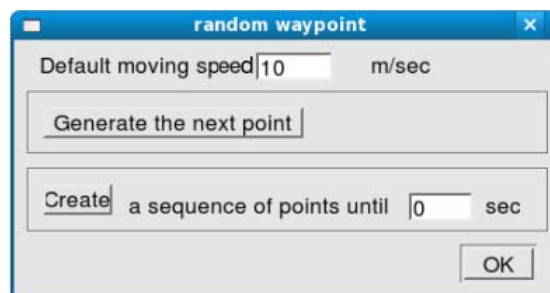 random waypoint
Default moving speed 10 m/sec
Generate the next point
Create a sequence of points until 0 sec
OK